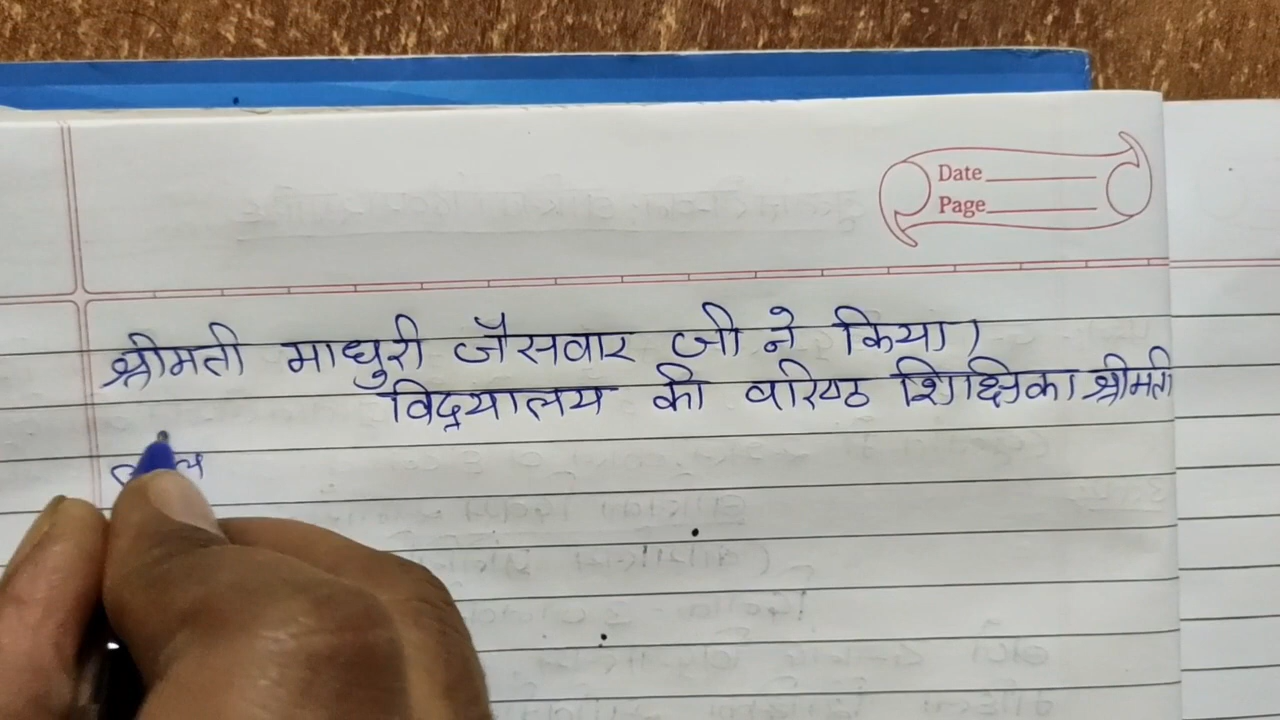 Date
Page
श्रीमती माधुरी जैसवार जी ने किया।
विद्यालय की वरिष्ठ शिक्षिका श्रीमती